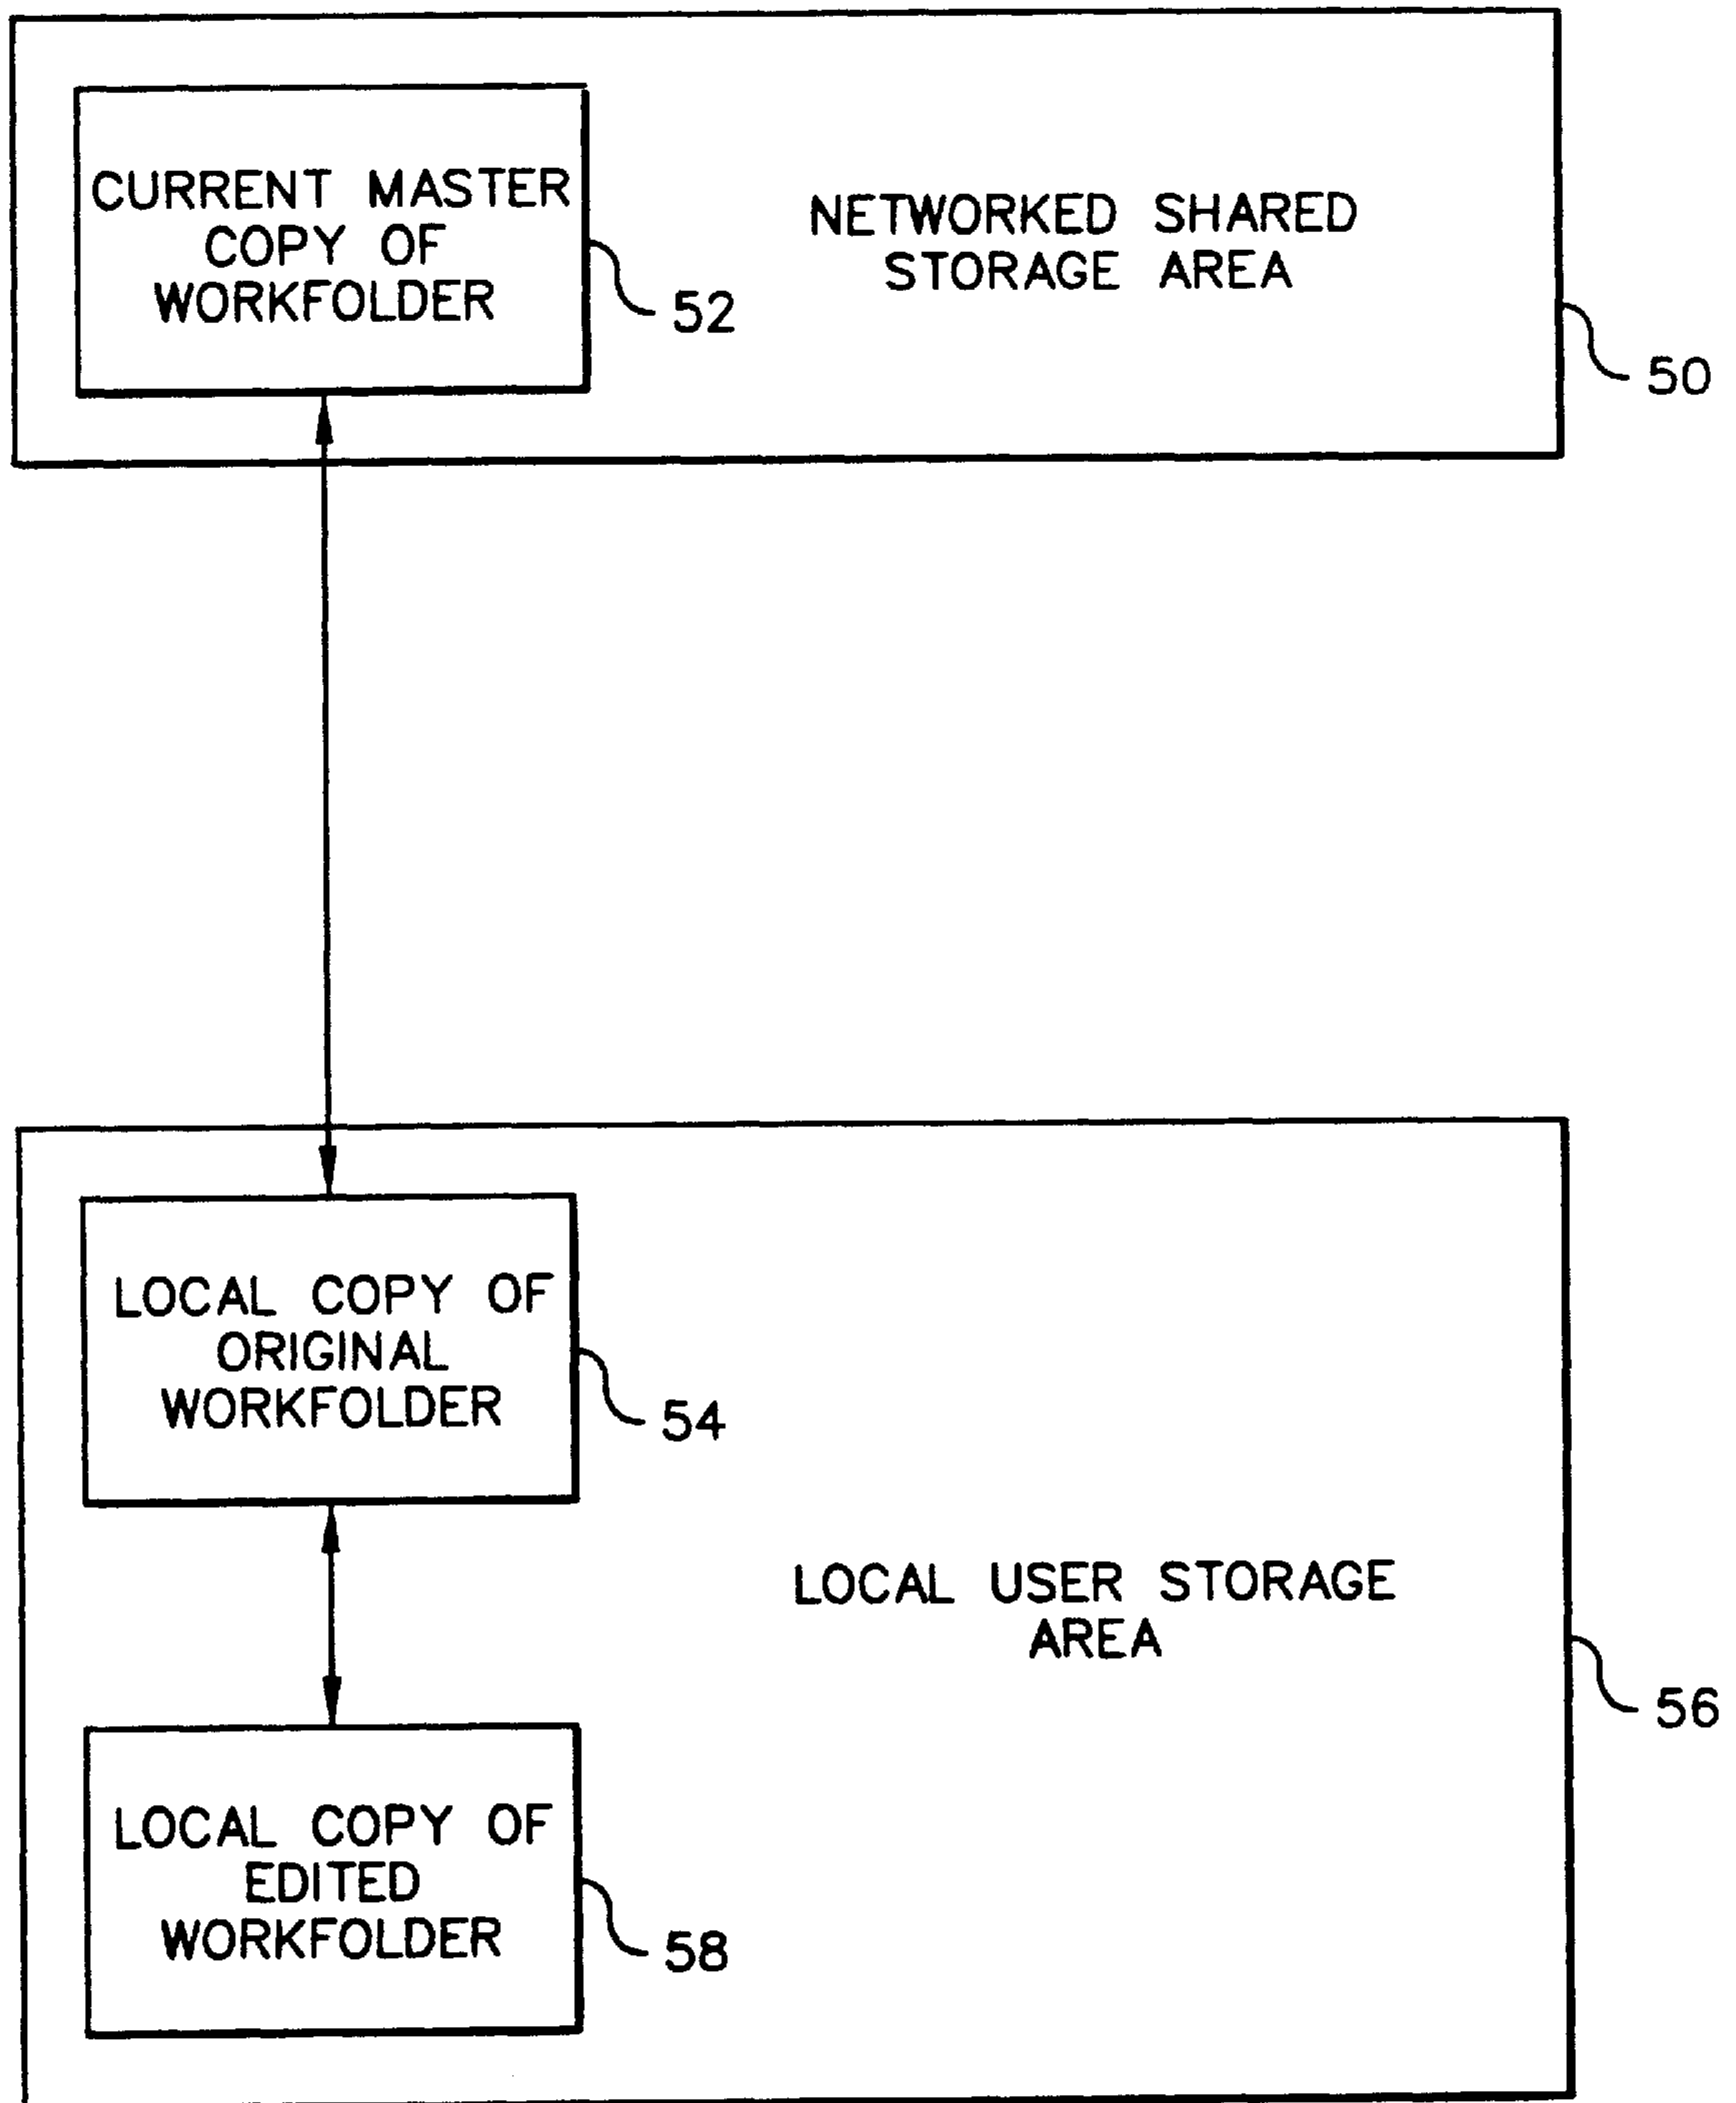 CURRENT MASTER
COPY OF
WORKFOLDER
52
NETWORKED SHARED
STORAGE AREA
50
LOCAL COPY OF
ORIGINAL
WORKFOLDER
54
LOCAL USER STORAGE
AREA
56
LOCAL COPY OF
EDITED
WORKFOLDER
58